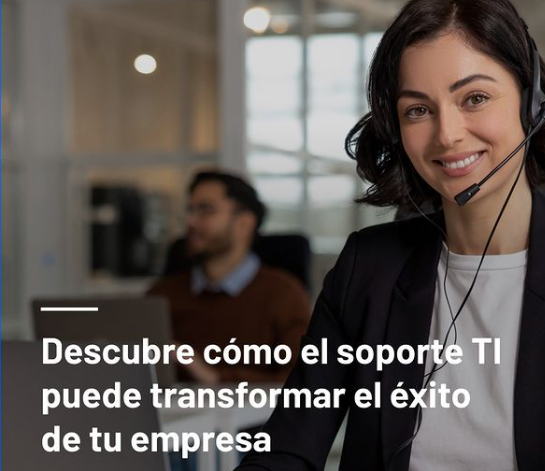 Descubre cómo el soporte TI
puede transformar el éxito
de tu empresa